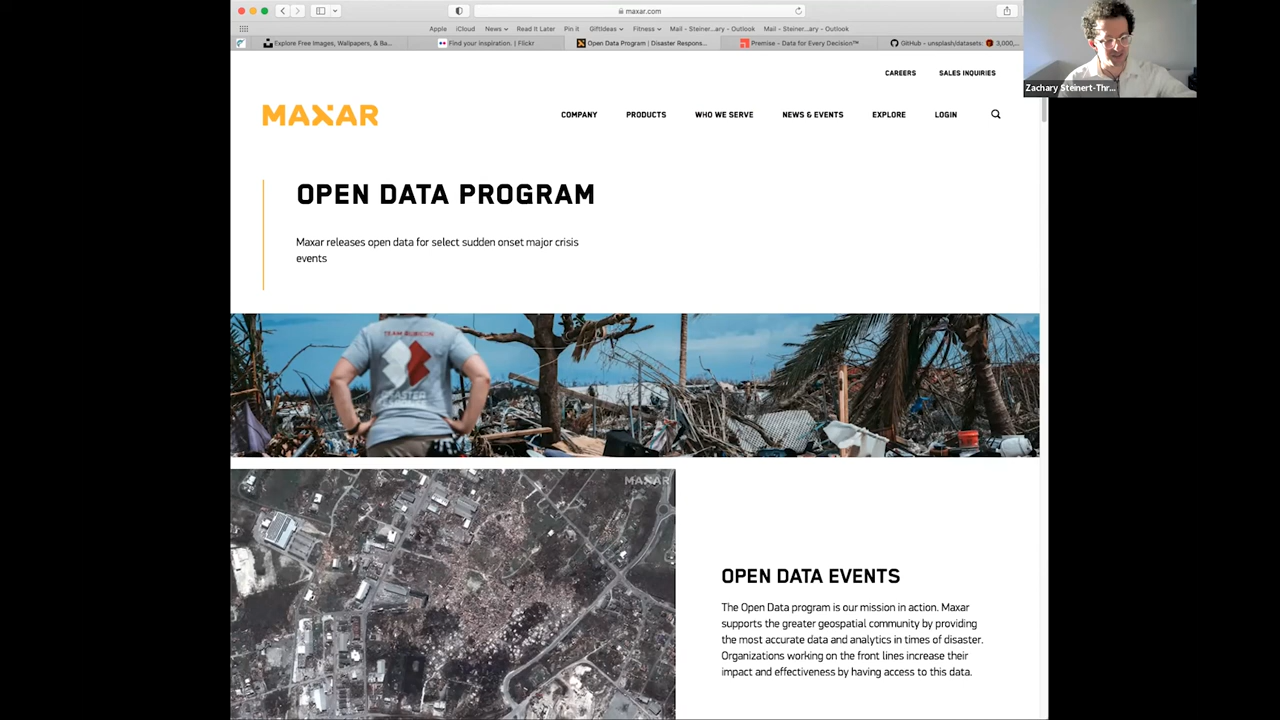 maxar.com
Apple iCloud News Read It Later Pin it GiftIdeas Fitness Mail - Steiner...ary - Outlook Mail - Steiner...ary - Outlook
Explore Free Images, Wallpapers, & Ba... Find your inspiration. | Flickr Open Data Program | Disaster Respons... Premise - Data for Every Decision™ GitHub - unsplash/datasets: 3,000,...
Zachary Steinert-Thr...
CAREERS SALES INQUIRIES
MAXAR
COMPANY PRODUCTS WHO WE SERVE NEWS & EVENTS EXPLORE LOGIN
OPEN DATA PROGRAM
Maxar releases open data for select sudden onset major crisis
events
TEAM RUBICON
MAXAR
OPEN DATA EVENTS
The Open Data program is our mission in action. Maxar
supports the greater geospatial community by providing
the most accurate data and analytics in times of disaster.
Organizations working on the front lines increase their
impact and effectiveness by having access to this data.